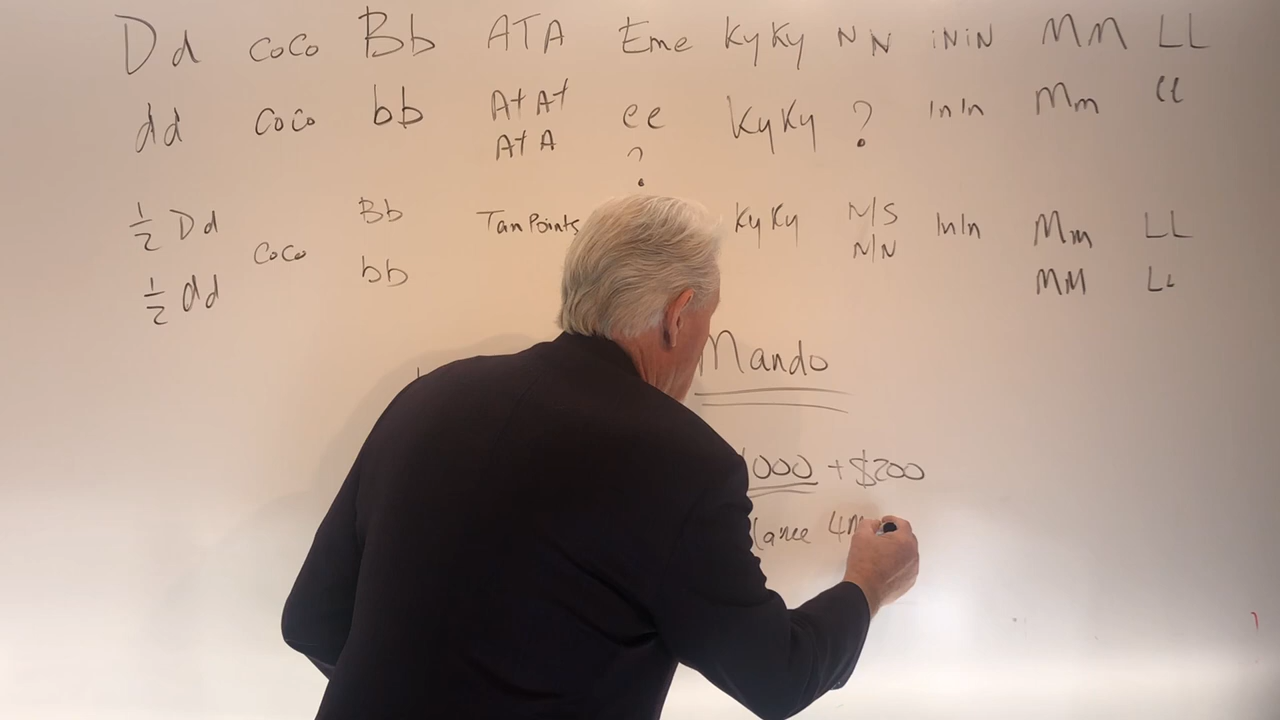 Dd CoCo Bb ATA Eme KyKy NN iNiN MM LL
dd CoCo bb At At ee KyKy ? InIn Mm ll
At A ?
1/2 Dd CoCo Bb Tan Points KyKy N/S InIn Mm LL
1/2 dd bb N/N MM LL
Mando
000 + $200
lance